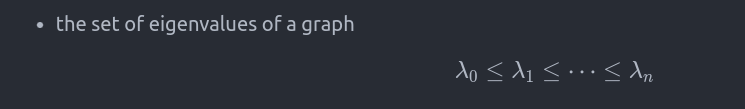 • the set of eigenvalues of a graph
λ₀ ≤ λ₁ ≤ ⋯ ≤ λₙ